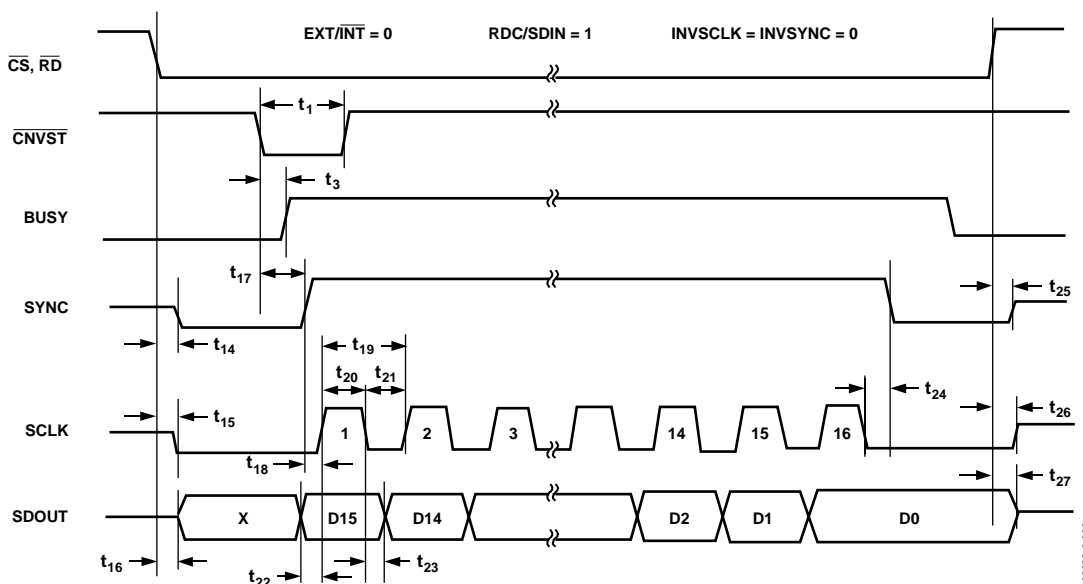 EXT/INT = 0 RDC/SDIN = 1 INVSCLK = INVSYNC = 0
CS, RD
t1
CNVST
t3
BUSY
t17
SYNC
t25
t14
t19
t20 t21
t24
t15
t26
SCLK
1 2 3 14 15 16
t18
t27
SDOUT
X D15 D14 D2 D1 D0
t16
t22
t23